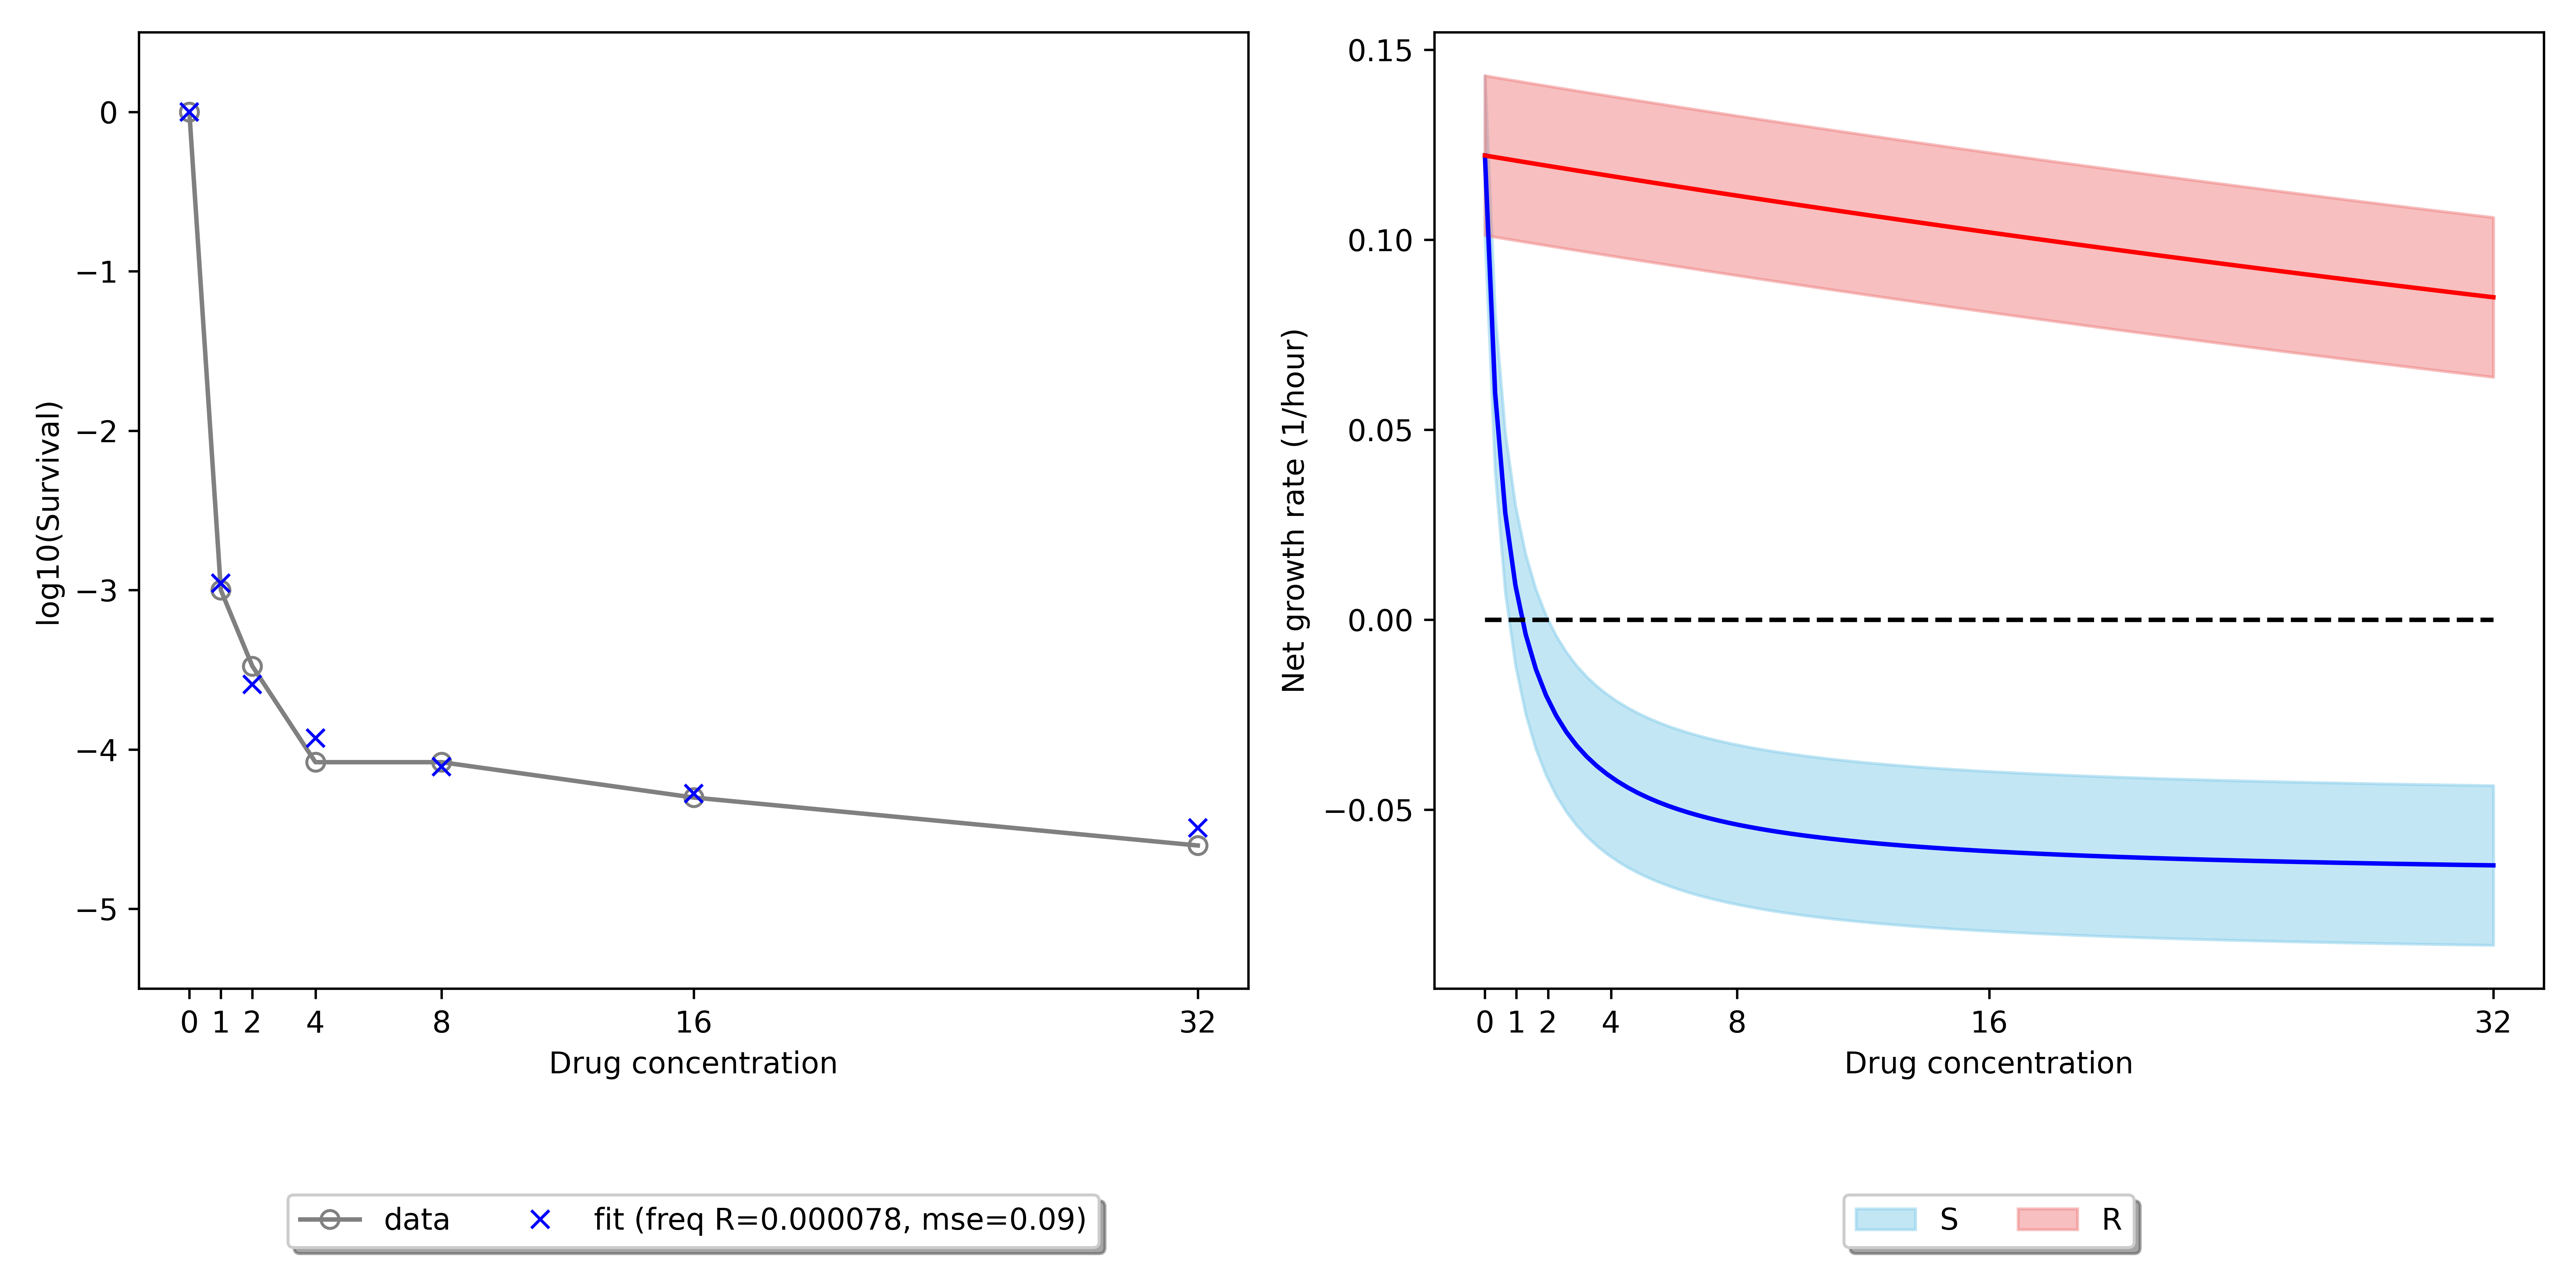 0
−1
−2
−3
−4
−5
log10(Survival)
0 1 2 4 8 16 32
Drug concentration
data fit (freq R=0.000078, mse=0.09)
0.15
0.10
0.05
0.00
−0.05
Net growth rate (1/hour)
0 1 2 4 8 16 32
Drug concentration
S R